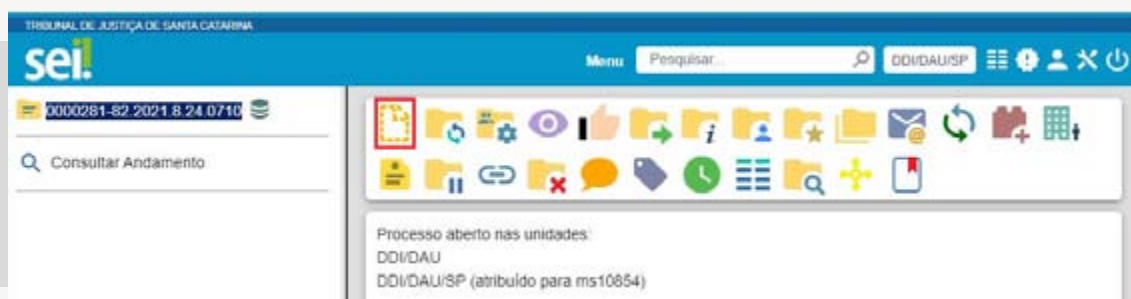 TRIBUNAL DE JUSTIÇA DE SANTA CATARINA
sei!
Menu Pesquisar... DDI/DAU/SP
0000281-82.2021.8.24.0710
Consultar Andamento
Processo aberto nas unidades:
DDI/DAU
DDI/DAU/SP (atribuído para ms10854)